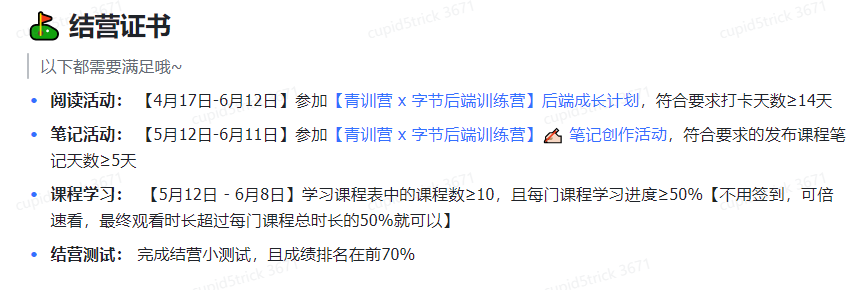 结营证书
以下都需要满足哦~
阅读活动：【4月17日-6月12日】参加【青训营 x 字节后端训练营】后端成长计划，符合要求打卡天数≥14天
笔记活动：【5月12日-6月11日】参加【青训营 x 字节后端训练营】✍🏻 笔记创作活动，符合要求的发布课程笔
记天数≥5天
课程学习： 【5月12日 - 6月8日】学习课程表中的课程数≥10，且每门课程学习进度≥50%【不用签到，可倍
速看，最终观看时长超过每门课程总时长的50%就可以】
结营测试： 完成结营小测试，且成绩排名在前70%
cupid5trick 3671